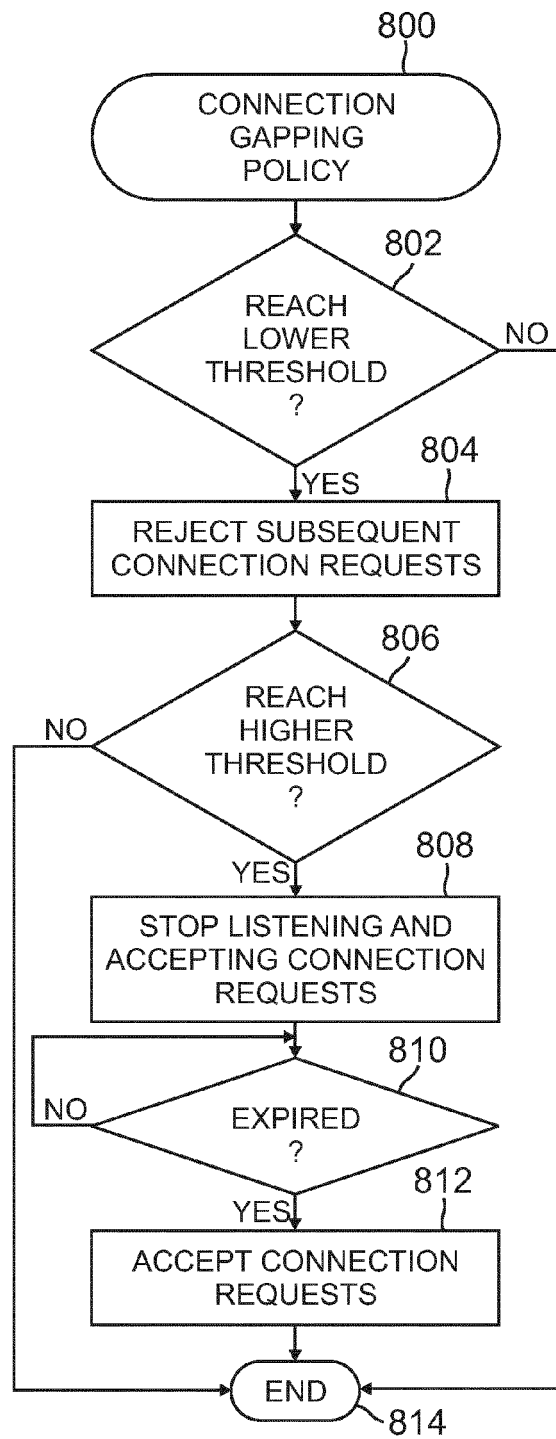 800
CONNECTION
GAPPING
POLICY
802
REACH
LOWER
THRESHOLD
?
NO
YES
804
REJECT SUBSEQUENT
CONNECTION REQUESTS
806
REACH
HIGHER
THRESHOLD
?
NO
YES
808
STOP LISTENING AND
ACCEPTING CONNECTION
REQUESTS
810
EXPIRED
?
NO
YES
812
ACCEPT CONNECTION
REQUESTS
END
814